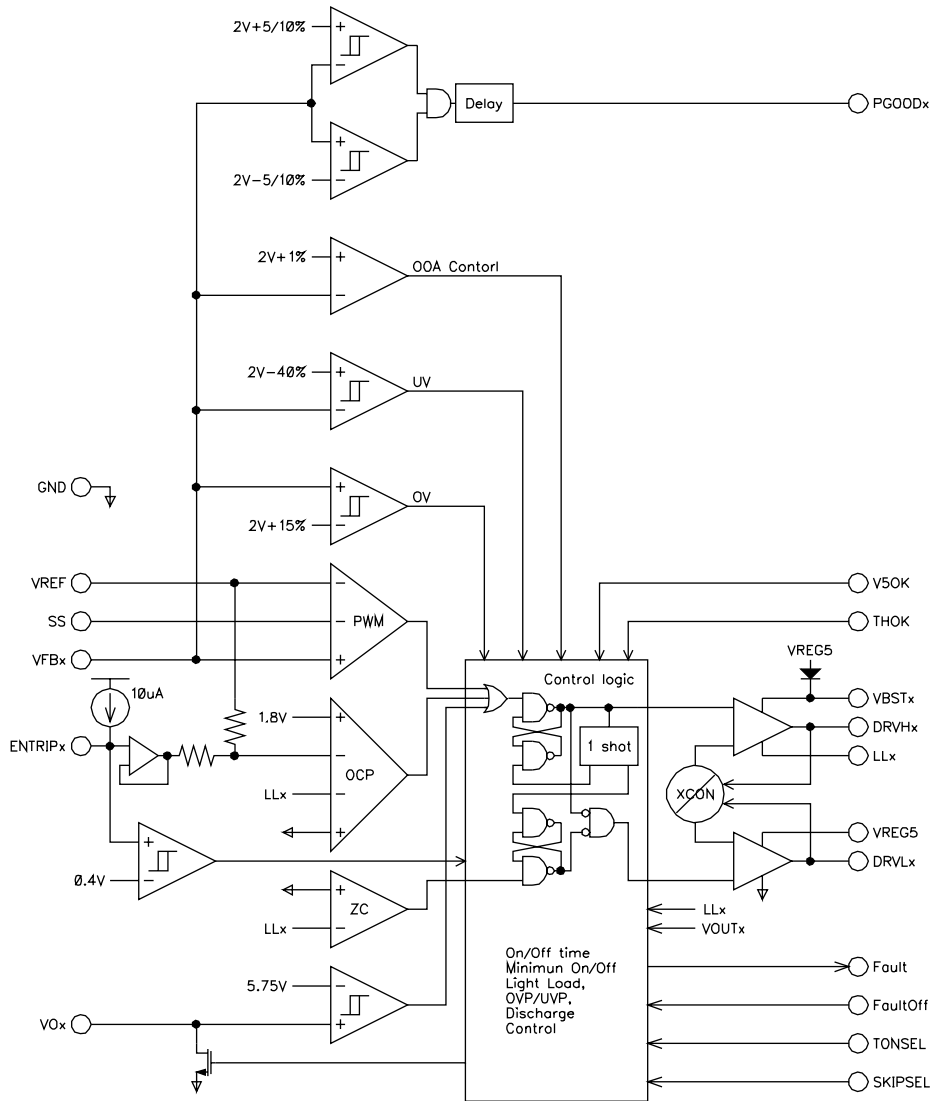 2V+5/10%
+
−
Delay
PGOODx
+
2V−5/10%
−
2V+1%
+
OOA Contorl
−
2V−40%
+
UV
−
GND
+
OV
2V+15%
−
VREF
−
V5OK
SS
−
PWM
THOK
VFBx
+
VREG5
10uA
Control logic
1.8V
+
VBSTx
DRVHx
ENTRIPx
−
1 shot
LLx
OCP
LLx
−
XCON
+
VREG5
+
0.4V
−
DRVLx
+
ZC
LLx
−
LLx
VOUTx
On/Off time
Minimun On/Off
Light Load,
OVP/UVP,
Discharge
Control
Fault
5.75V
−
FaultOff
VOx
+
TONSEL
SKIPSEL